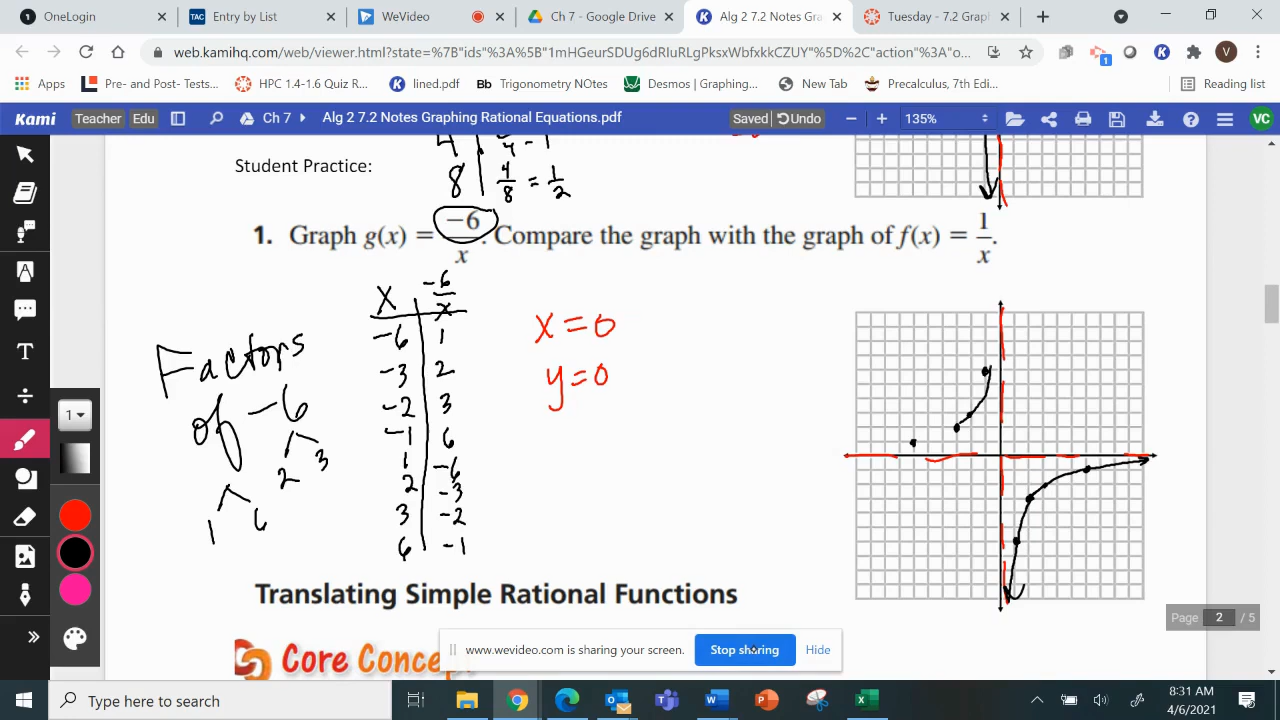 OneLogin
Entry by List
WeVideo
Ch 7 - Google Drive
Alg 2 7.2 Notes Gra
Tuesday - 7.2 Grap
web.kamihq.com/web/viewer.html?state=%7B"ids"%3A%5B"1mHGeurSDUg6dRIuRLgPksxWbfxkkCZUY"%5D%2C"action"%3A"o...
Apps
Pre- and Post- Tests...
HPC 1.4-1.6 Quiz R...
lined.pdf
Bb Trigonometry NOtes
Desmos | Graphing...
New Tab
Precalculus, 7th Edi...
Reading list
Kami
Teacher
Edu
Ch 7
Alg 2 7.2 Notes Graphing Rational Equations.pdf
Saved Undo
135%
VC
Student Practice:
8 | 4/8 = 1/2
1. Graph g(x) = −6/x. Compare the graph with the graph of f(x) = 1/x.
X | -6/x
-6 | 1
-3 | 2
-2 | 3
-1 | 6
1 | -6
2 | -3
3 | -2
6 | -1
Factors
of -6
2 3
1 6
x = 0
y = 0
1
Translating Simple Rational Functions
Core Concept
Page 2 / 5
www.wevideo.com is sharing your screen.
Stop sharing
Hide
Type here to search
8:31 AM
4/6/2021